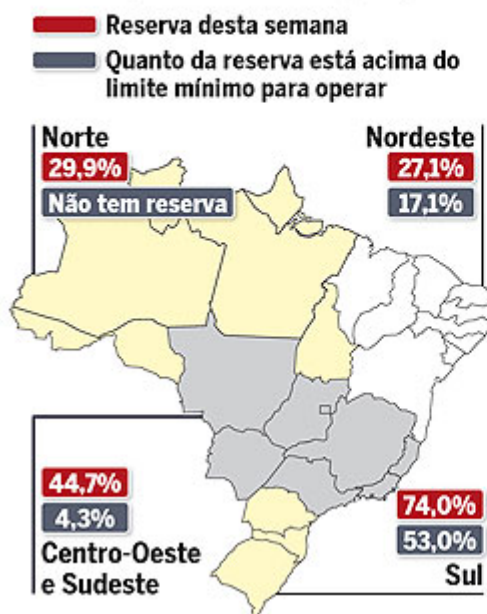 Reserva desta semana
Quanto da reserva está acima do
limite mínimo para operar
Norte
29,9%
Não tem reserva
Nordeste
27,1%
17,1%
44,7%
4,3%
Centro-Oeste
e Sudeste
74,0%
53,0%
Sul